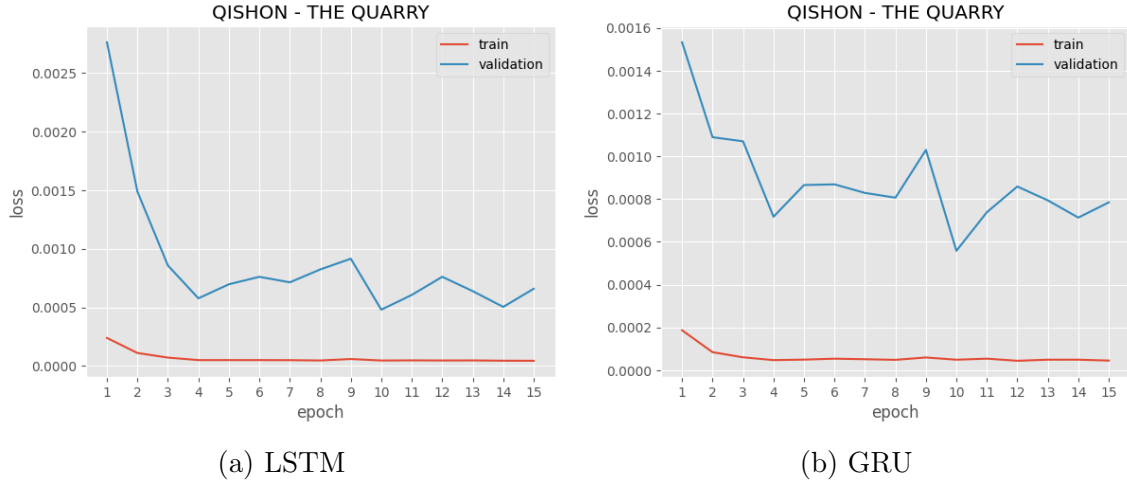 QISHON - THE QUARRY
train
validation
0.0025
0.0020
0.0015
0.0010
0.0005
0.0000
loss
1 2 3 4 5 6 7 8 9 10 11 12 13 14 15
epoch
(a) LSTM
QISHON - THE QUARRY
train
validation
0.0016
0.0014
0.0012
0.0010
0.0008
0.0006
0.0004
0.0002
0.0000
loss
1 2 3 4 5 6 7 8 9 10 11 12 13 14 15
epoch
(b) GRU